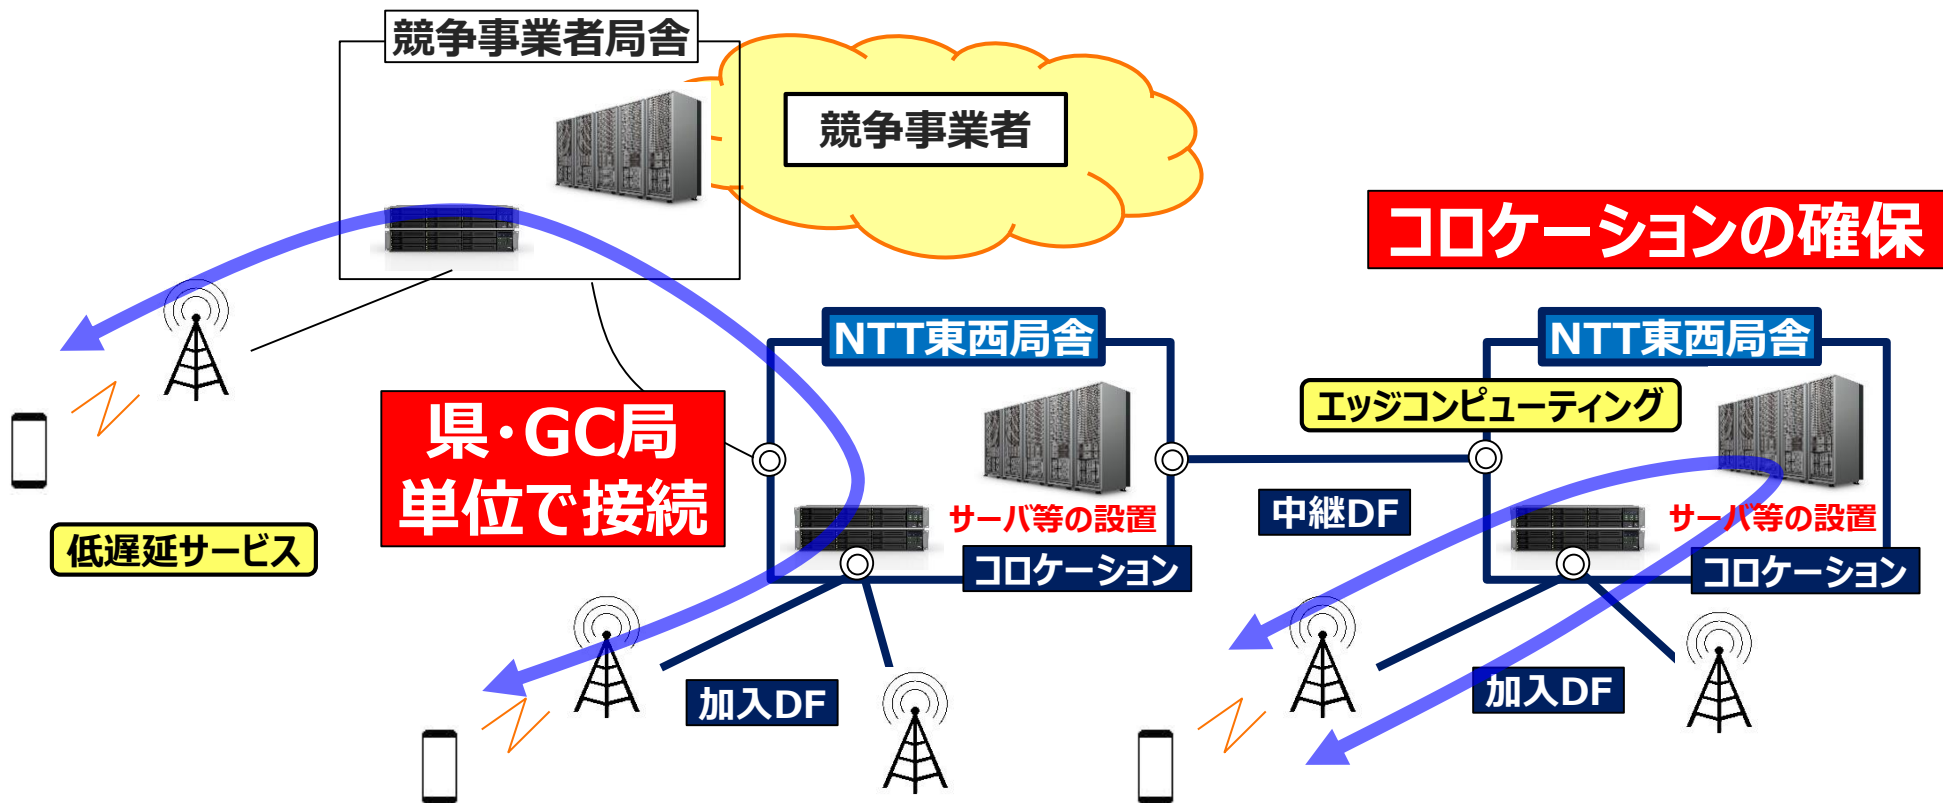 競争事業者局舎
競争事業者
コロケーションの確保
NTT東西局舎
NTT東西局舎
エッジコンピューティング
県・GC局
単位で接続
サーバ等の設置
中継DF
サーバ等の設置
低遅延サービス
コロケーション
コロケーション
加入DF
加入DF